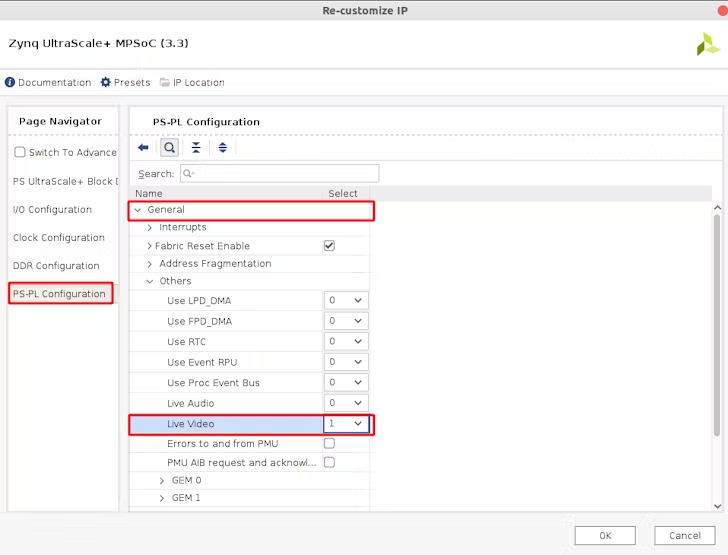 Re-customize IP
Zynq UltraScale+ MPSoC (3.3)
Documentation Presets IP Location
Page Navigator
Switch To Advance
PS UltraScale+ Block
I/O Configuration
Clock Configuration
DDR Configuration
PS-PL Configuration
PS-PL Configuration
Search:
Name Select
General
Interrupts
Fabric Reset Enable
Address Fragmentation
Others
Use LPD_DMA 0
Use FPD_DMA 0
Use RTC 0
Use Event RPU 0
Use Proc Event Bus 0
Live Audio 0
Live Video 1
Errors to and from PMU
PMU AIB request and acknowl...
GEM 0
GEM 1
OK Cancel